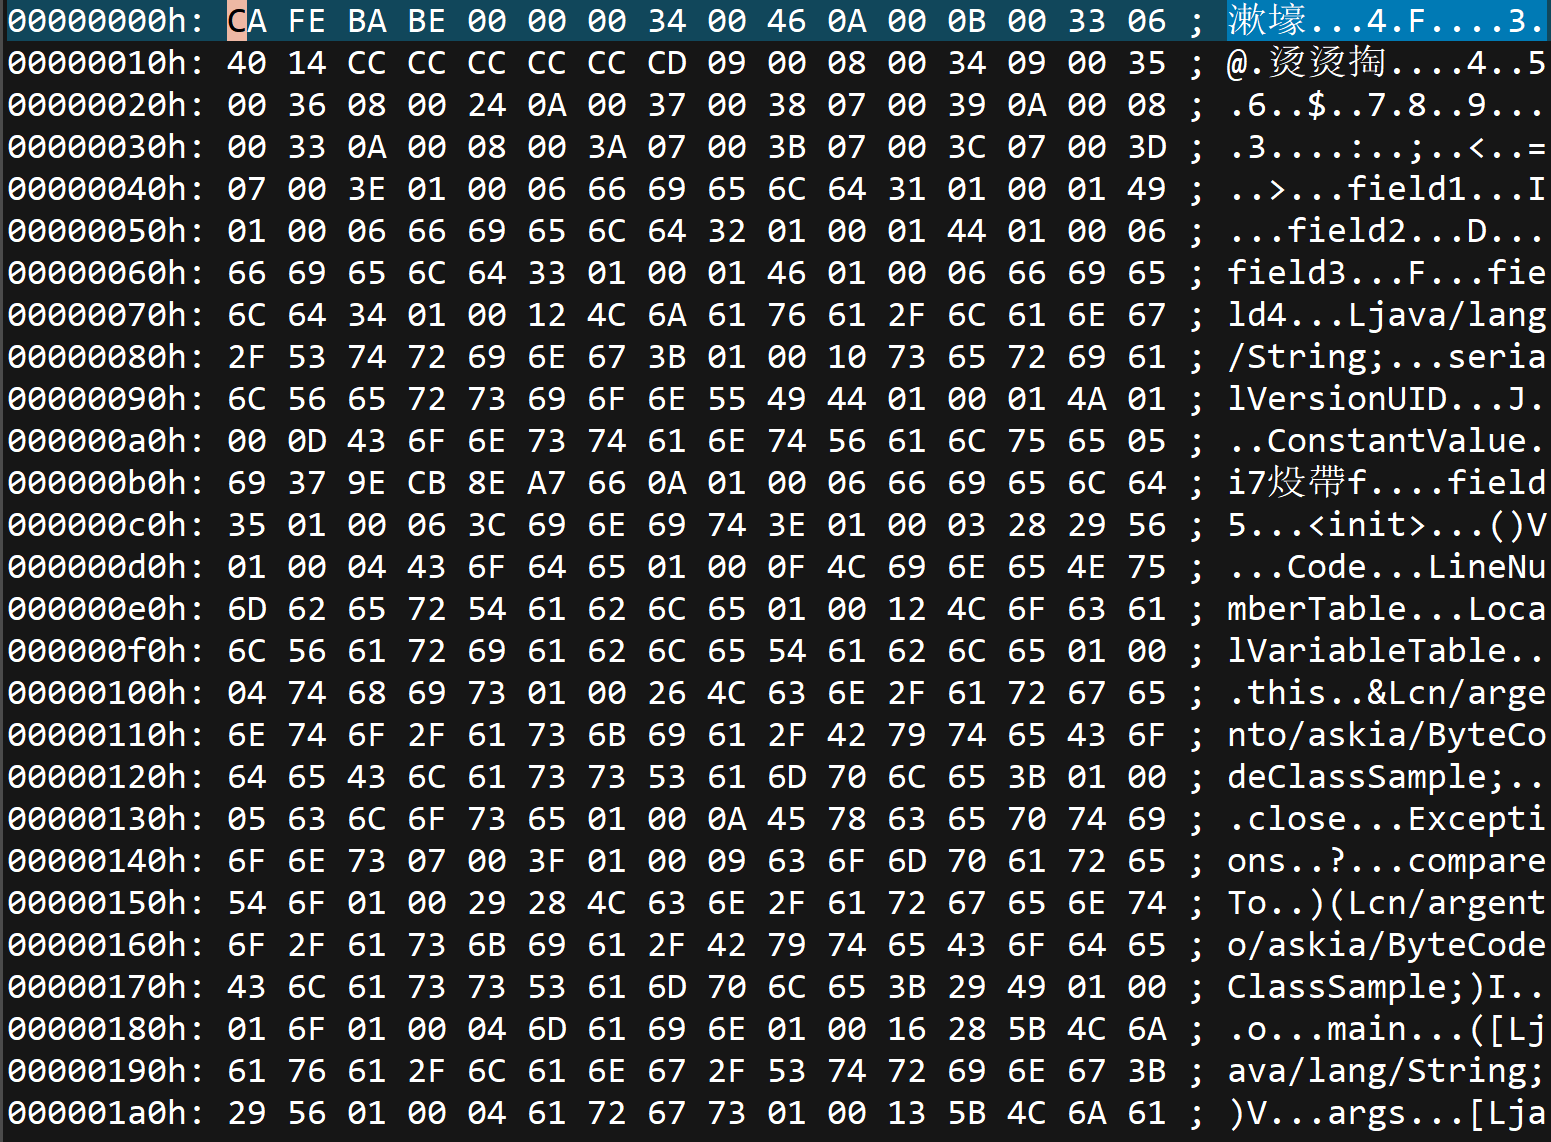 00000000h: CA FE BA BE 00 00 00 34 00 46 0A 00 0B 00 33 06 ; 漱壕...4.F....3.
00000010h: 40 14 CC CC CC CC CC CD 09 00 08 00 34 09 00 35 ; @.烫烫掏....4..5
00000020h: 00 36 08 00 24 0A 00 37 00 38 07 00 39 0A 00 08 ; .6..$..7.8..9...
00000030h: 00 33 0A 00 08 00 3A 07 00 3B 07 00 3C 07 00 3D ; .3....:..;..<..=
00000040h: 07 00 3E 01 00 06 66 69 65 6C 64 31 01 00 01 49 ; ..>...field1...I
00000050h: 01 00 06 66 69 65 6C 64 32 01 00 01 44 01 00 06 ; ...field2...D...
00000060h: 66 69 65 6C 64 33 01 00 01 46 01 00 06 66 69 65 ; field3...F...fie
00000070h: 6C 64 34 01 00 12 4C 6A 61 76 61 2F 6C 61 6E 67 ; ld4...Ljava/lang
00000080h: 2F 53 74 72 69 6E 67 3B 01 00 10 73 65 72 69 61 ; /String;...seria
00000090h: 6C 56 65 72 73 69 6F 6E 55 49 44 01 00 01 4A 01 ; lVersionUID...J.
000000a0h: 00 0D 43 6F 6E 73 74 61 6E 74 56 61 6C 75 65 05 ; ..ConstantValue.
000000b0h: 69 37 9E CB 8E A7 66 0A 01 00 06 66 69 65 6C 64 ; i7炈帶f....field
000000c0h: 35 01 00 06 3C 69 6E 69 74 3E 01 00 03 28 29 56 ; 5...<init>...()V
000000d0h: 01 00 04 43 6F 64 65 01 00 0F 4C 69 6E 65 4E 75 ; ...Code...LineNu
000000e0h: 6D 62 65 72 54 61 62 6C 65 01 00 12 4C 6F 63 61 ; mberTable...Loca
000000f0h: 6C 56 61 72 69 61 62 6C 65 54 61 62 6C 65 01 00 ; lVariableTable..
00000100h: 04 74 68 69 73 01 00 26 4C 63 6E 2F 61 72 67 65 ; .this..&Lcn/arge
00000110h: 6E 74 6F 2F 61 73 6B 69 61 2F 42 79 74 65 43 6F ; nto/askia/ByteCo
00000120h: 64 65 43 6C 61 73 73 53 61 6D 70 6C 65 3B 01 00 ; deClassSample;..
00000130h: 05 63 6C 6F 73 65 01 00 0A 45 78 63 65 70 74 69 ; .close...Excepti
00000140h: 6F 6E 73 07 00 3F 01 00 09 63 6F 6D 70 61 72 65 ; ons..?...compare
00000150h: 54 6F 01 00 29 28 4C 63 6E 2F 61 72 67 65 6E 74 ; To..)(Lcn/argent
00000160h: 6F 2F 61 73 6B 69 61 2F 42 79 74 65 43 6F 64 65 ; o/askia/ByteCode
00000170h: 43 6C 61 73 73 53 61 6D 70 6C 65 3B 29 49 01 00 ; ClassSample;)I..
00000180h: 01 6F 01 00 04 6D 61 69 6E 01 00 16 28 5B 4C 6A ; .o...main...([Lj
00000190h: 61 76 61 2F 6C 61 6E 67 2F 53 74 72 69 6E 67 3B ; ava/lang/String;
000001a0h: 29 56 01 00 04 61 72 67 73 01 00 13 5B 4C 6A 61 ; )V...args...[Lja